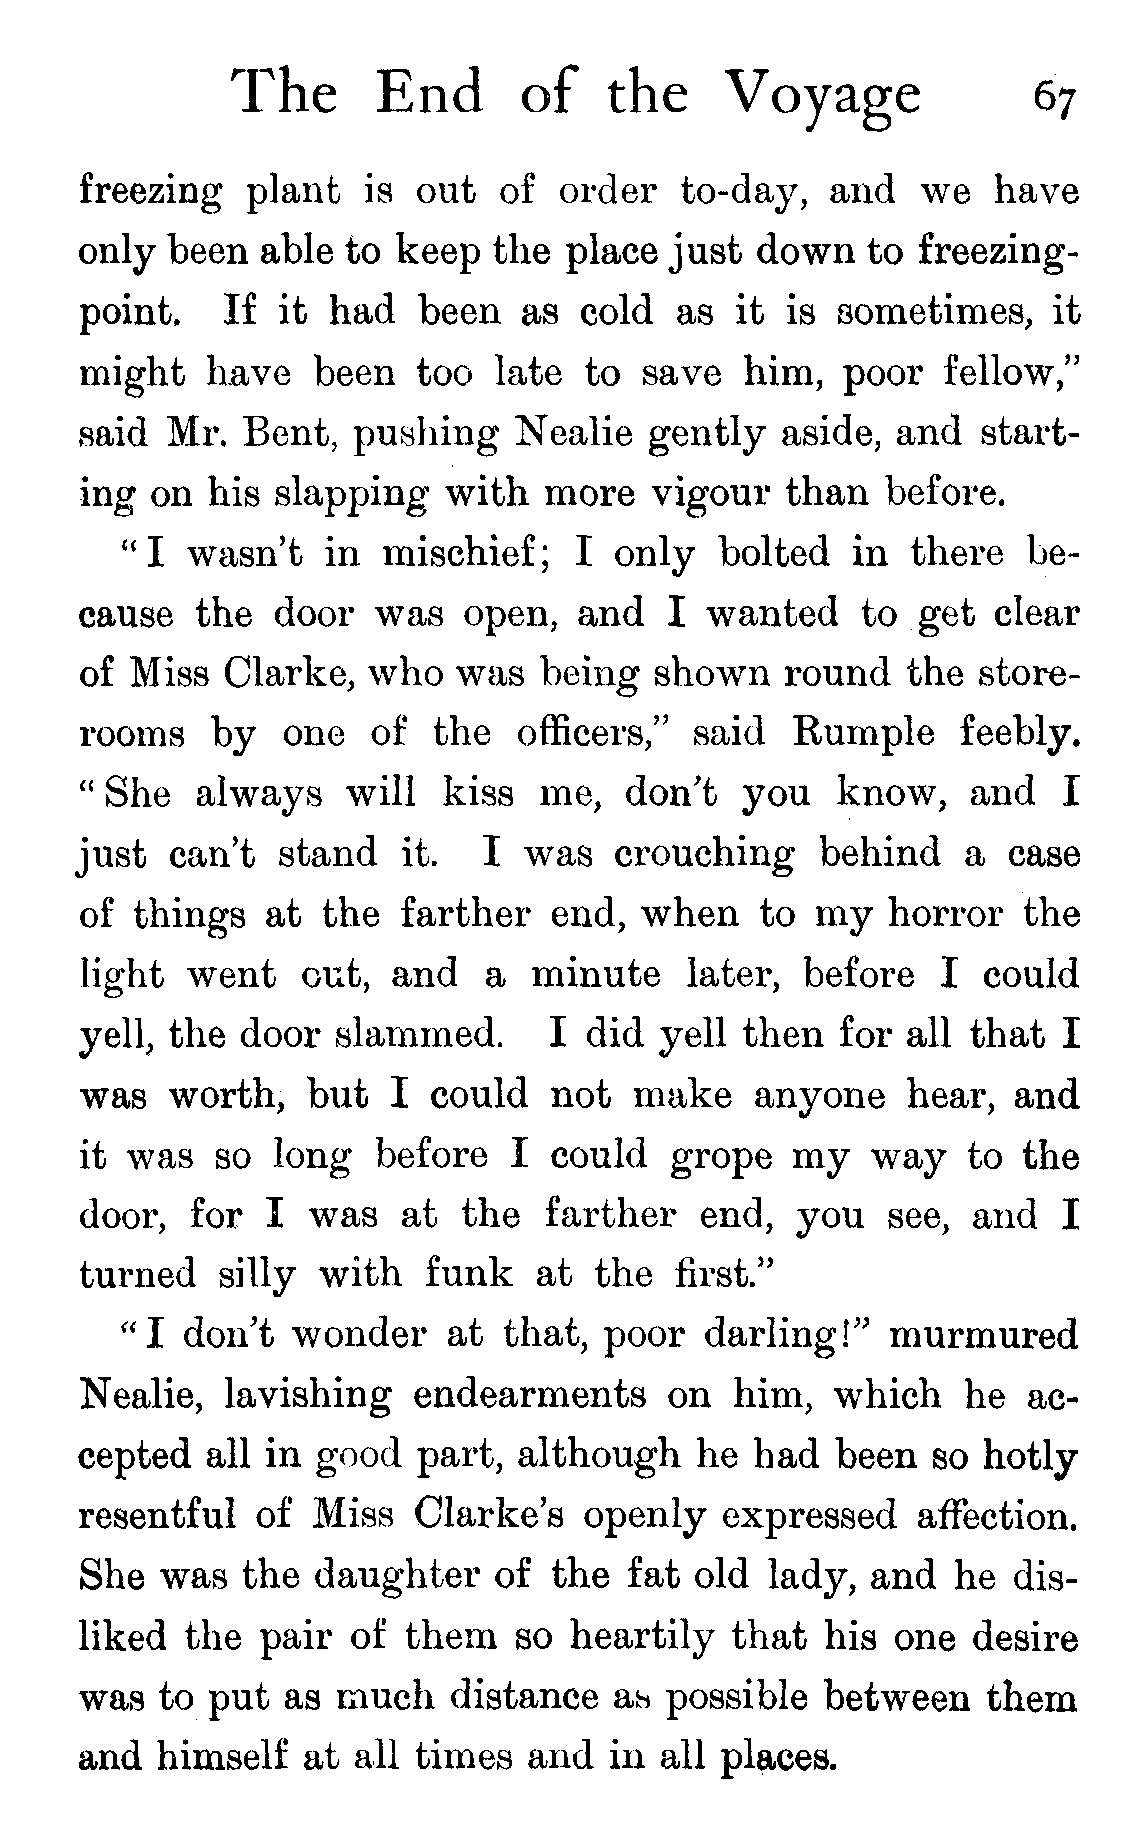 The End of the Voyage 67
freezing plant is out of order to-day, and we have
only been able to keep the place just down to freezing-
point. If it had been as cold as it is sometimes, it
might have been too late to save him, poor fellow,”
said Mr. Bent, pushing Nealie gently aside, and start-
ing on his slapping with more vigour than before.
“I wasn’t in mischief; I only bolted in there be-
cause the door was open, and I wanted to get clear
of Miss Clarke, who was being shown round the store-
rooms by one of the officers,” said Rumple feebly.
“She always will kiss me, don’t you know, and I
just can’t stand it. I was crouching behind a case
of things at the farther end, when to my horror the
light went out, and a minute later, before I could
yell, the door slammed. I did yell then for all that I
was worth, but I could not make anyone hear, and
it was so long before I could grope my way to the
door, for I was at the farther end, you see, and I
turned silly with funk at the first.”
“I don’t wonder at that, poor darling!” murmured
Nealie, lavishing endearments on him, which he ac-
cepted all in good part, although he had been so hotly
resentful of Miss Clarke’s openly expressed affection.
She was the daughter of the fat old lady, and he dis-
liked the pair of them so heartily that his one desire
was to put as much distance as possible between them
and himself at all times and in all places.